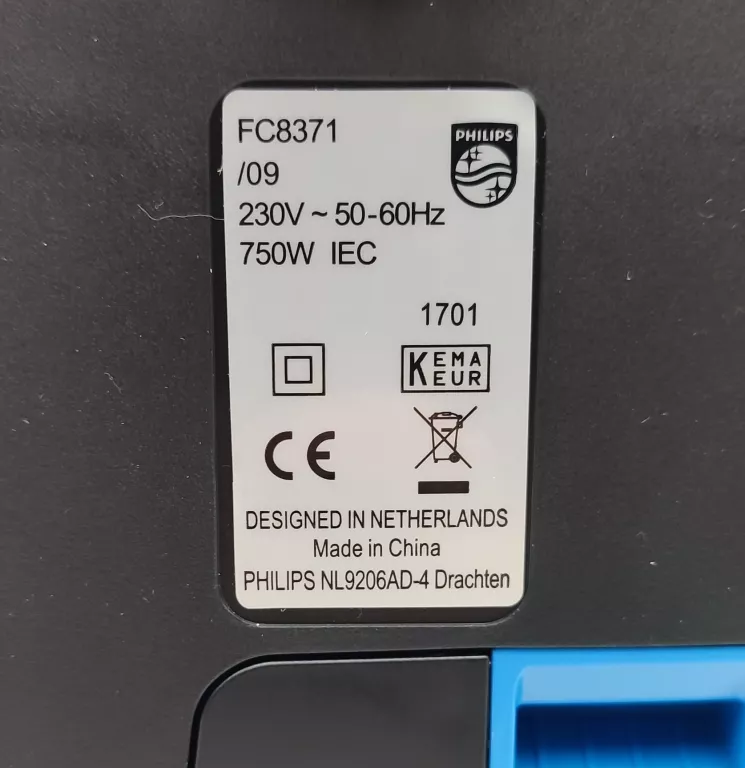 FC8371
PHILIPS
/09
230V ~ 50-60Hz
750W IEC
1701
KEMA
EUR
CE
DESIGNED IN NETHERLANDS
Made in China
PHILIPS NL9206AD-4 Drachten